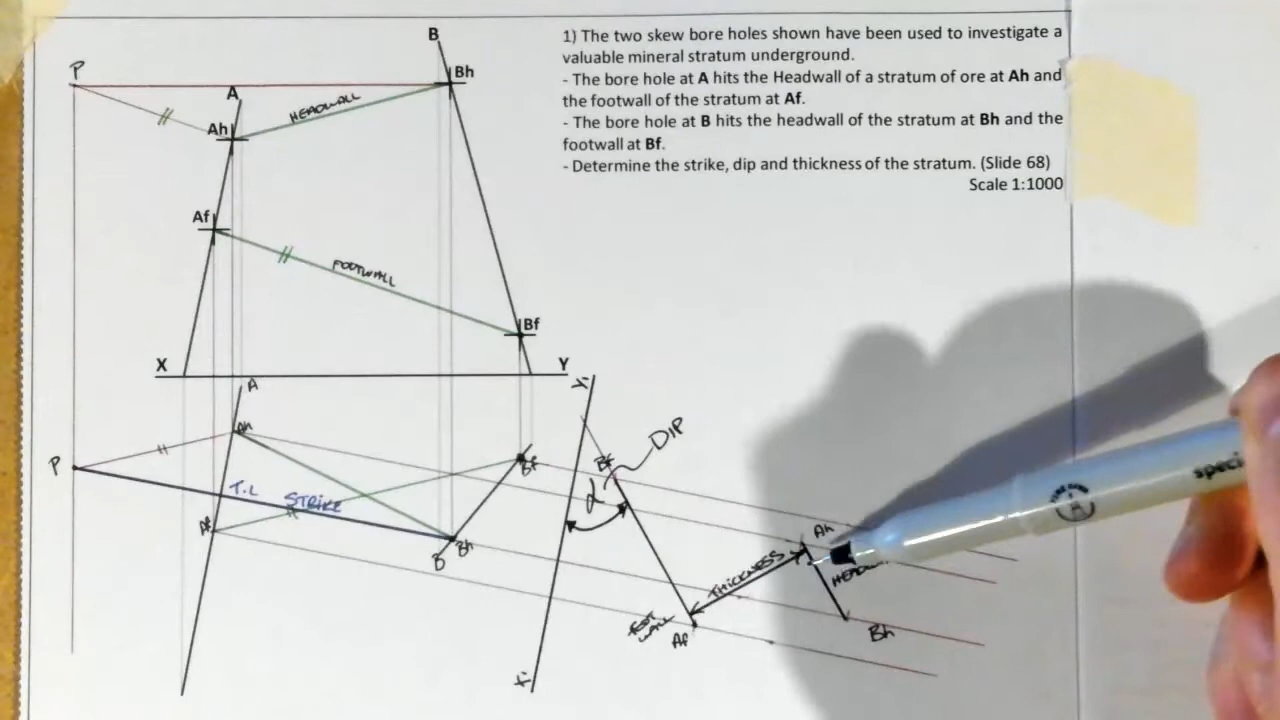 B
P
Bh
A
HEADWALL
Ah
Af
FOOTWALL
Bf
X
Y
1) The two skew bore holes shown have been used to investigate a
valuable mineral stratum underground.
- The bore hole at A hits the Headwall of a stratum of ore at Ah and
the footwall of the stratum at Af.
- The bore hole at B hits the headwall of the stratum at Bh and the
footwall at Bf.
- Determine the strike, dip and thickness of the stratum. (Slide 68)
Scale 1:1000
A
Y1
Ah
DIP
P
Bf
Bf
T.L
STRIKE
Af
Bh
B
THICKNESS
Ah
FOOT
WALL
Af
Bh
X1
speci